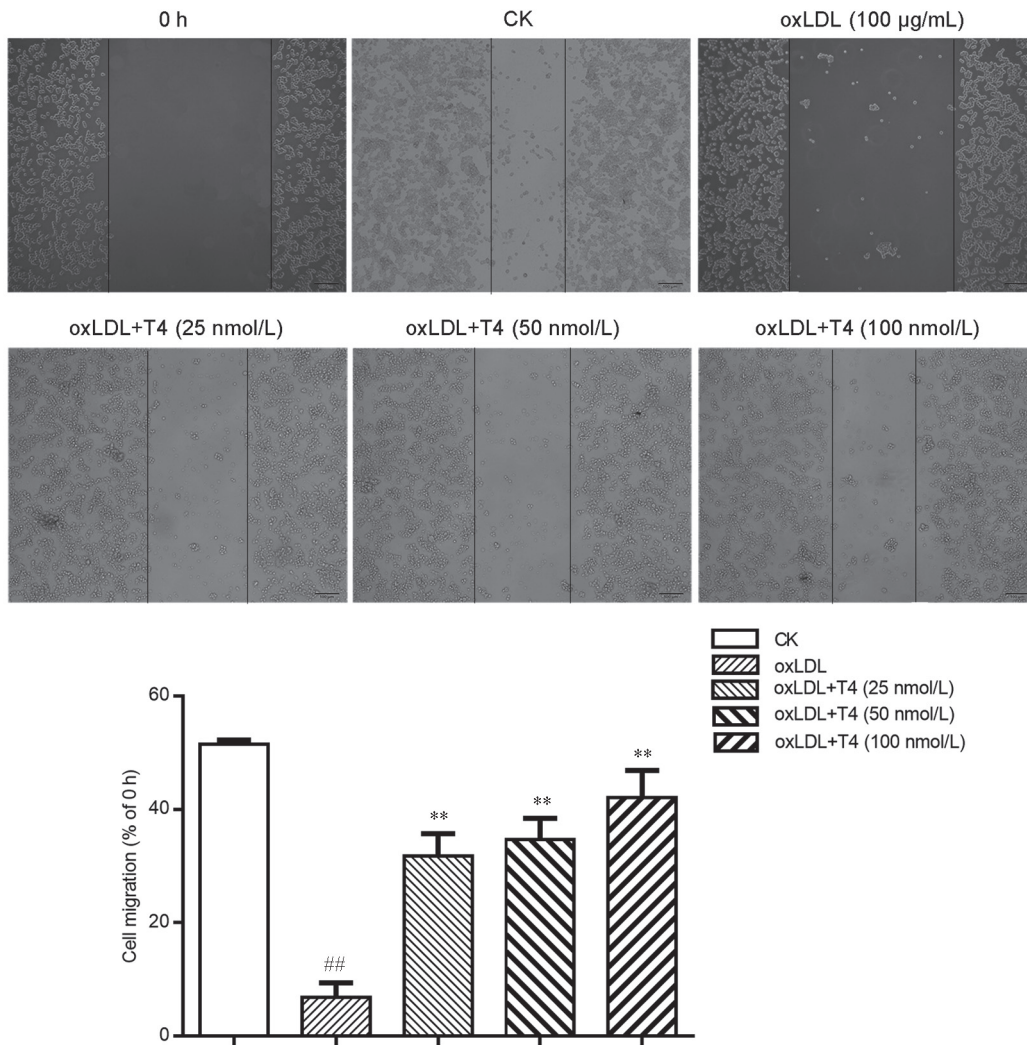 0 h
CK
oxLDL (100 µg/mL)
oxLDL+T4 (25 nmol/L)
oxLDL+T4 (50 nmol/L)
oxLDL+T4 (100 nmol/L)
CK
oxLDL
oxLDL+T4 (25 nmol/L)
oxLDL+T4 (50 nmol/L)
oxLDL+T4 (100 nmol/L)
Cell migration (% of 0 h)
60
40
20
0
##
**
**
**